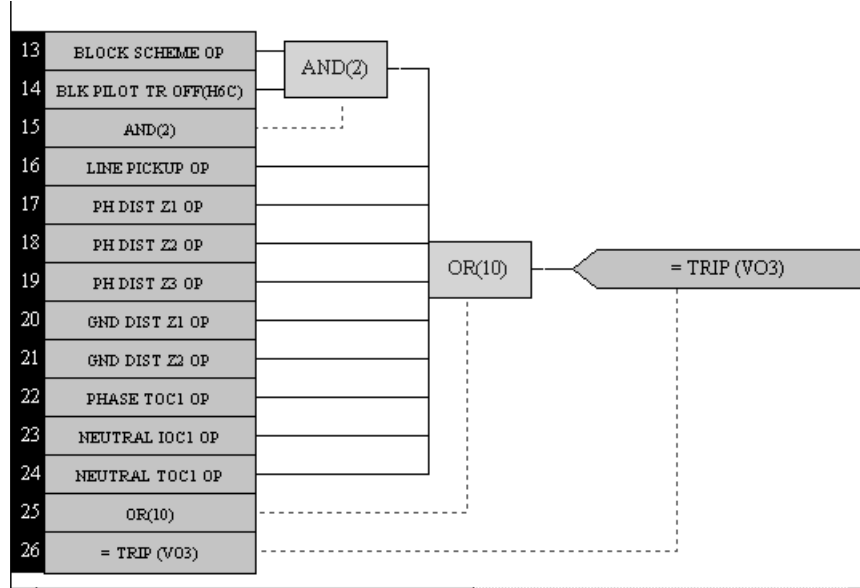 13 BLOCK SCHEME OP
14 BLK PILOT TR OFF(H6C)
15 AND(2)
16 LINE PICKUP OP
17 PH DIST Z1 OP
18 PH DIST Z2 OP
19 PH DIST Z3 OP
20 GND DIST Z1 OP
21 GND DIST Z2 OP
22 PHASE TOC1 OP
23 NEUTRAL IOC1 OP
24 NEUTRAL TOC1 OP
25 OR(10)
26 = TRIP (VO3)
AND(2)
OR(10)
= TRIP (VO3)